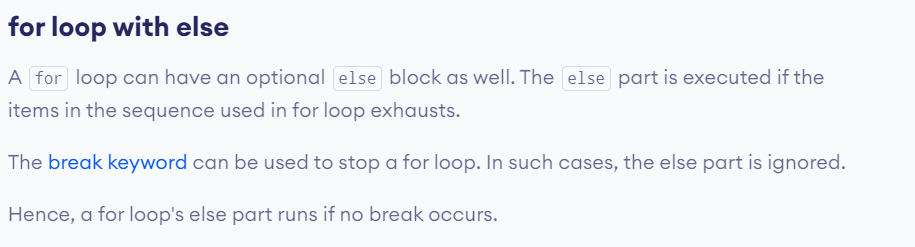 for loop with else
A for loop can have an optional else block as well. The else part is executed if the
items in the sequence used in for loop exhausts.
The break keyword can be used to stop a for loop. In such cases, the else part is ignored.
Hence, a for loop's else part runs if no break occurs.